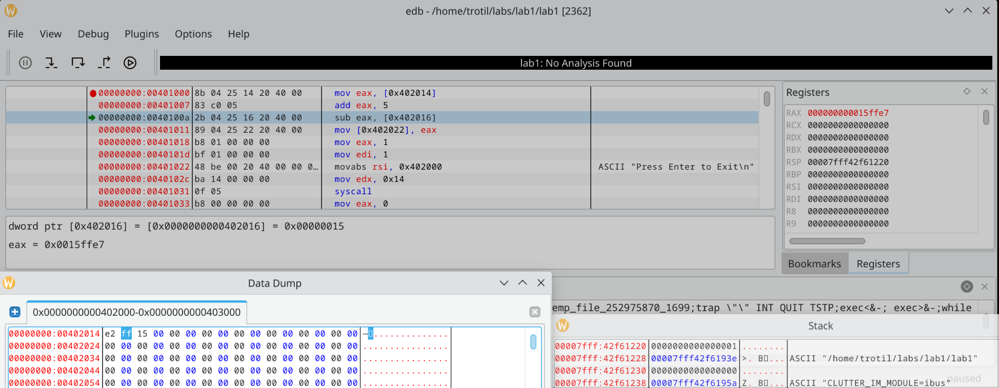 edb - /home/trotil/labs/lab1/lab1 [2362]
File View Debug Plugins Options Help
lab1: No Analysis Found
00000000:00401000 8b 04 25 14 20 40 00 mov eax, [0x402014]
00000000:00401007 83 c0 05 add eax, 5
00000000:0040100a 2b 04 25 16 20 40 00 sub eax, [0x402016]
00000000:00401011 89 04 25 22 20 40 00 mov [0x402022], eax
00000000:00401018 b8 01 00 00 00 mov eax, 1
00000000:0040101d bf 01 00 00 00 mov edi, 1
00000000:00401022 48 be 00 20 40 00 00 0… movabs rsi, 0x402000 ASCII "Press Enter to Exit\n"
00000000:0040102c ba 14 00 00 00 mov edx, 0x14
00000000:00401031 0f 05 syscall
00000000:00401033 b8 00 00 00 00 mov eax, 0
Registers
RAX 000000000015ffe7
RCX 0000000000000000
RDX 0000000000000000
RBX 0000000000000000
RSP 00007fff42f61220
RBP 0000000000000000
RSI 0000000000000000
RDI 0000000000000000
R8 0000000000000000
R9 0000000000000000
Bookmarks Registers
dword ptr [0x402016] = [0x0000000000402016] = 0x00000015
eax = 0x0015ffe7
Data Dump
0x0000000000402000-0x0000000000403000
00000000:00402014 e2 ff 15 00 00 00 00 00 00 00 00 00 00 00 00 00
00000000:00402024 00 00 00 00 00 00 00 00 00 00 00 00 00 00 00 00 ................
00000000:00402034 00 00 00 00 00 00 00 00 00 00 00 00 00 00 00 00 ................
00000000:00402044 00 00 00 00 00 00 00 00 00 00 00 00 00 00 00 00 ................
00000000:00402054 00 00 00 00 00 00 00 00 00 00 00 00 00 00 00 00 ................
emp_file_252975870_1699;trap \"\" INT QUIT TSTP;exec<&-; exec>&-;while
Stack
00007fff:42f61220 0000000000000001 ........
00007fff:42f61228 00007fff42f6193e >. B▯... ASCII "/home/trotil/labs/lab1/lab1"
00007fff:42f61230 0000000000000000 ........
00007fff:42f61238 00007fff42f6195a Z. B▯... ASCII "CLUTTER_IM_MODULE=ibus"
paused